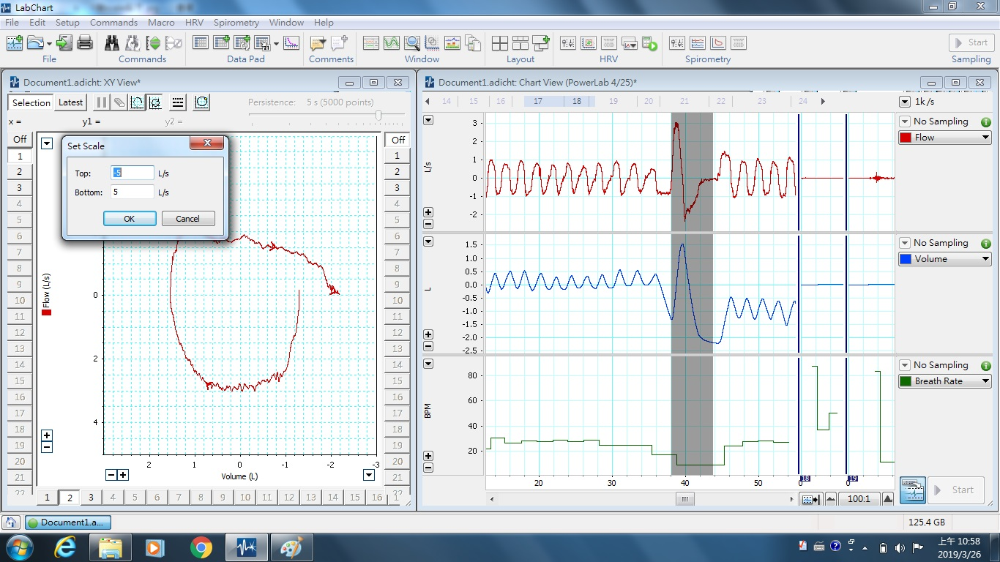 LabChart
File Edit Setup Commands Macro HRV Spirometry Window Help
File Commands Data Pad Comments Window Layout HRV Spirometry Sampling
Start
Document1.adicht: XY View*
Selection Latest
Persistence: 5 s (5000 points)
x = y1 = y2 =
Off
1
2
3
4
5
6
7
8
9
10
11
12
13
14
15
16
17
18
19
20
21
Set Scale
Top: -5 L/s
Bottom: 5 L/s
OK Cancel
Flow (L/s)
0
2
4
2 1 0 -1 -2 -3
Volume (L)
Off
1
2
3
4
5
6
7
8
9
10
11
12
13
14
15
16
17
18
19
20
21
1 2 3 4 5 6 7 8 9 10 11 12 13 14 15 16
Document1.adicht: Chart View (PowerLab 4/25)*
14 15 16 17 18 19 20 21 22 23 24
1k /s
L/s
3
1
0
-1
-2
No Sampling
Flow
L
1.5
1.0
0.5
0.0
-0.5
-1.0
-1.5
-2.0
-2.5
No Sampling
Volume
BPM
80
60
40
20
No Sampling
Breath Rate
20 30 40 50 0 0
18 19
100:1
Start
Document1.a...
125.4 GB
上午 10:58
2019/3/26